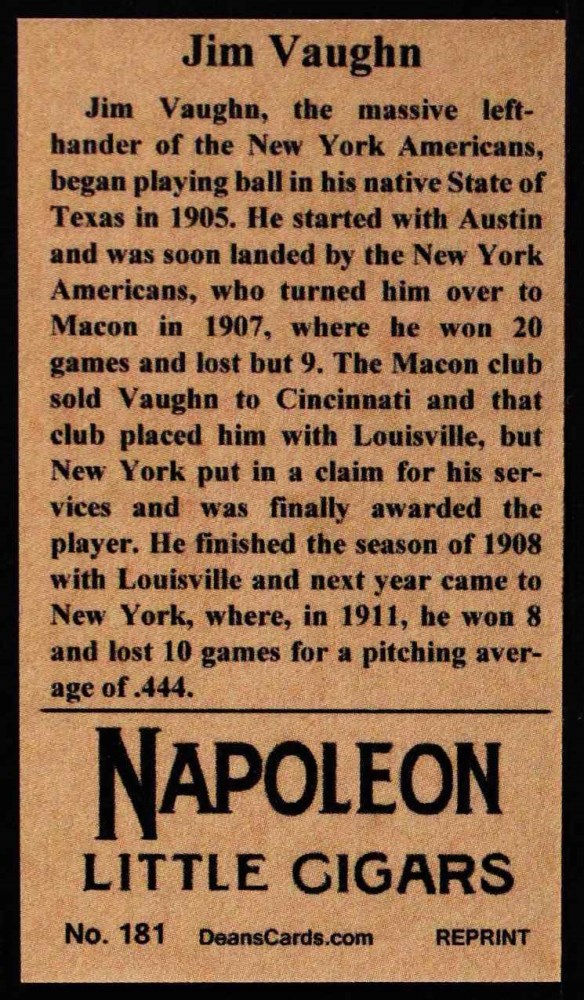 Jim Vaughn
Jim Vaughn, the massive left-
hander of the New York Americans,
began playing ball in his native State of
Texas in 1905. He started with Austin
and was soon landed by the New York
Americans, who turned him over to
Macon in 1907, where he won 20
games and lost but 9. The Macon club
sold Vaughn to Cincinnati and that
club placed him with Louisville, but
New York put in a claim for his ser-
vices and was finally awarded the
player. He finished the season of 1908
with Louisville and next year came to
New York, where, in 1911, he won 8
and lost 10 games for a pitching aver-
age of .444.
NAPOLEON
LITTLE CIGARS
No. 181 DeansCards.com REPRINT